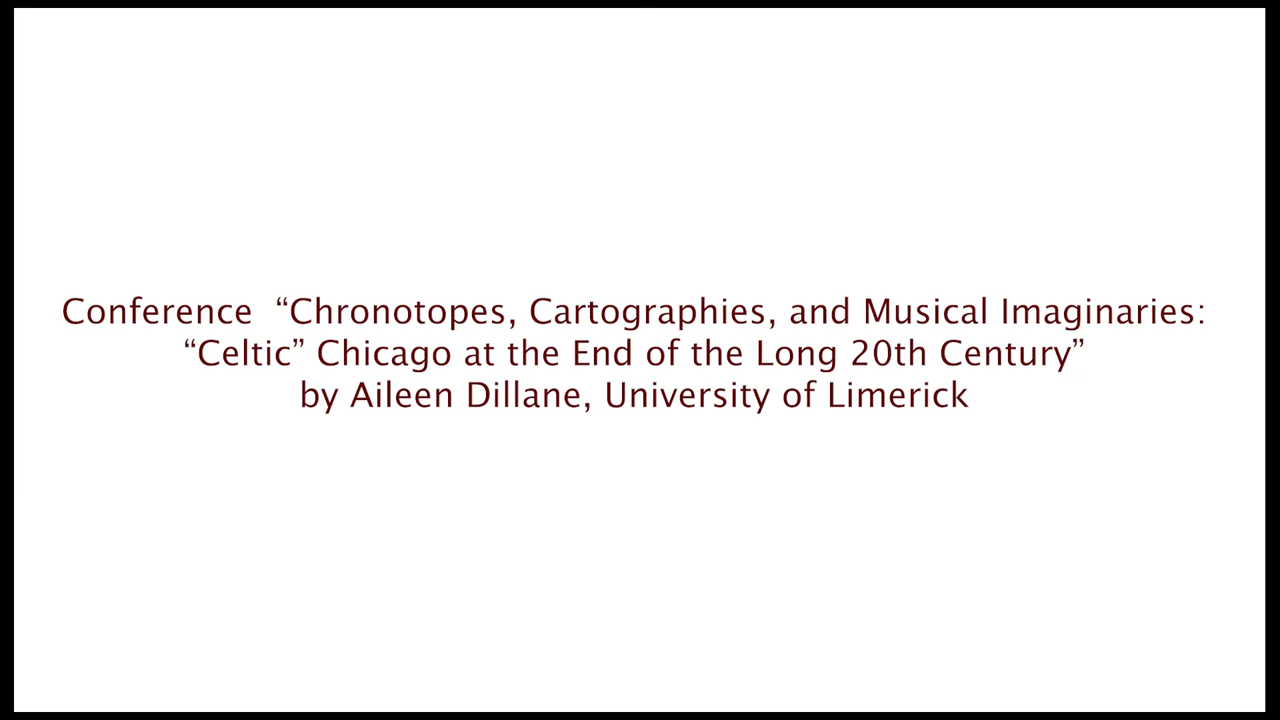 Conference  “Chronotopes, Cartographies, and Musical Imaginaries:
“Celtic” Chicago at the End of the Long 20th Century”
by Aileen Dillane, University of Limerick